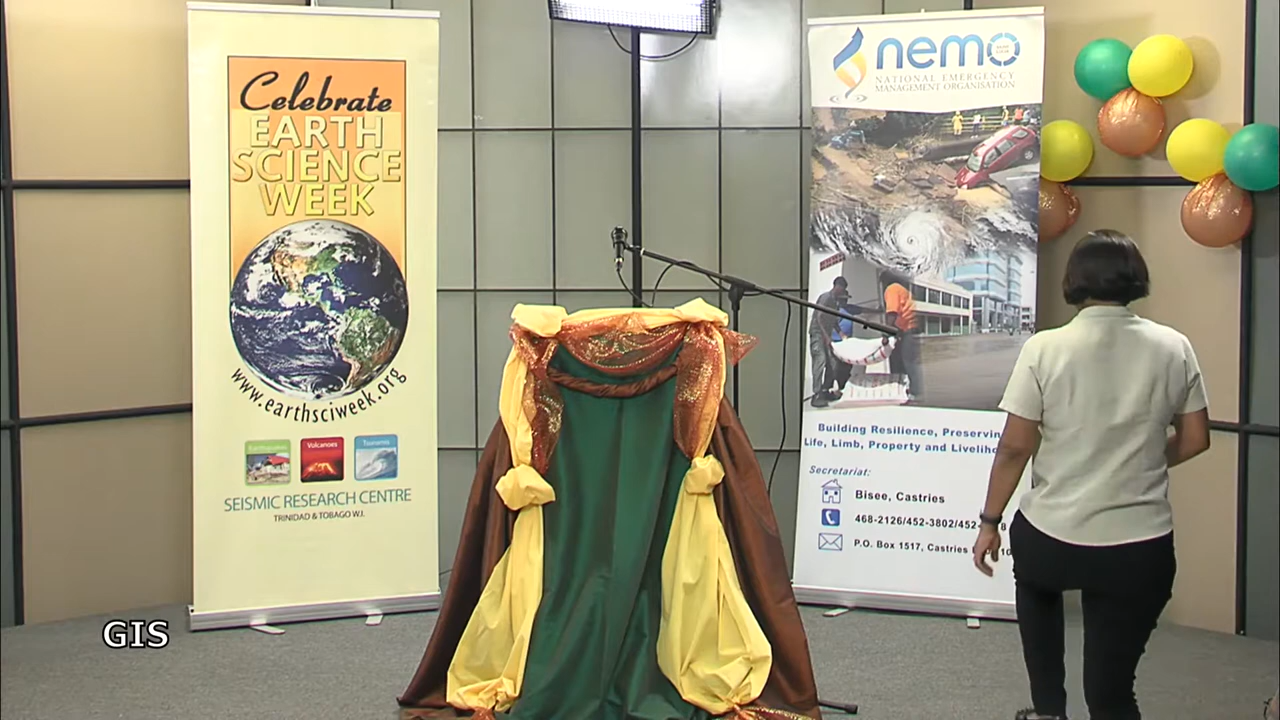 Celebrate
EARTH
SCIENCE
WEEK
www.earthsciweek.org
Earthquakes
Volcanoes
Tsunamis
SEISMIC RESEARCH CENTRE
TRINIDAD & TOBAGO W.I.
nemo
NATIONAL EMERGENCY
MANAGEMENT ORGANISATION
Building Resilience, Preservin
Life, Limb, Property and Liveliho
Secretariat:
Bisee, Castries
468-2126/452-3802/452-
P.O. Box 1517, Castries
GIS